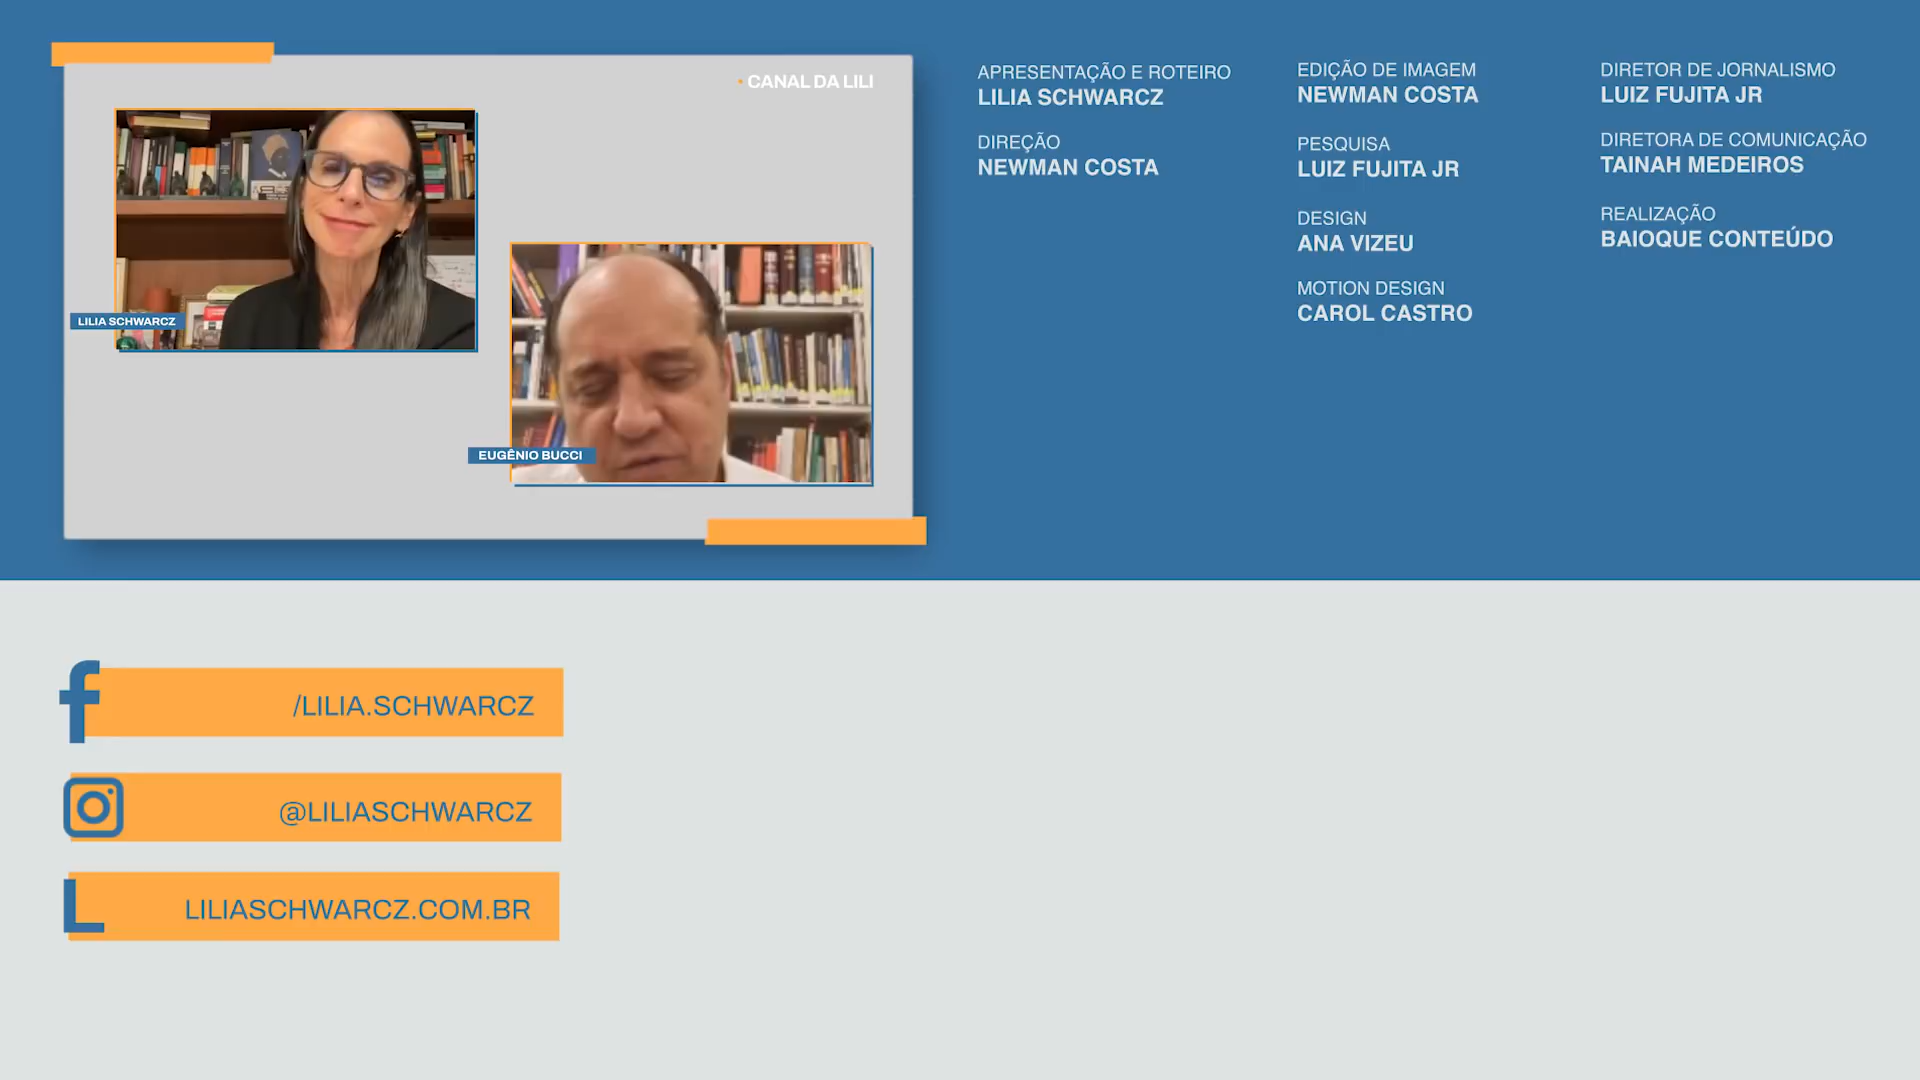 CANAL DA LILI
LILIA SCHWARCZ
EUGÊNIO BUCCI
APRESENTAÇÃO E ROTEIRO
LILIA SCHWARCZ
DIREÇÃO
NEWMAN COSTA
EDIÇÃO DE IMAGEM
NEWMAN COSTA
PESQUISA
LUIZ FUJITA JR
DESIGN
ANA VIZEU
MOTION DESIGN
CAROL CASTRO
DIRETOR DE JORNALISMO
LUIZ FUJITA JR
DIRETORA DE COMUNICAÇÃO
TAINAH MEDEIROS
REALIZAÇÃO
BAIOQUE CONTEÚDO
/LILIA.SCHWARCZ
@LILIASCHWARCZ
L
LILIASCHWARCZ.COM.BR